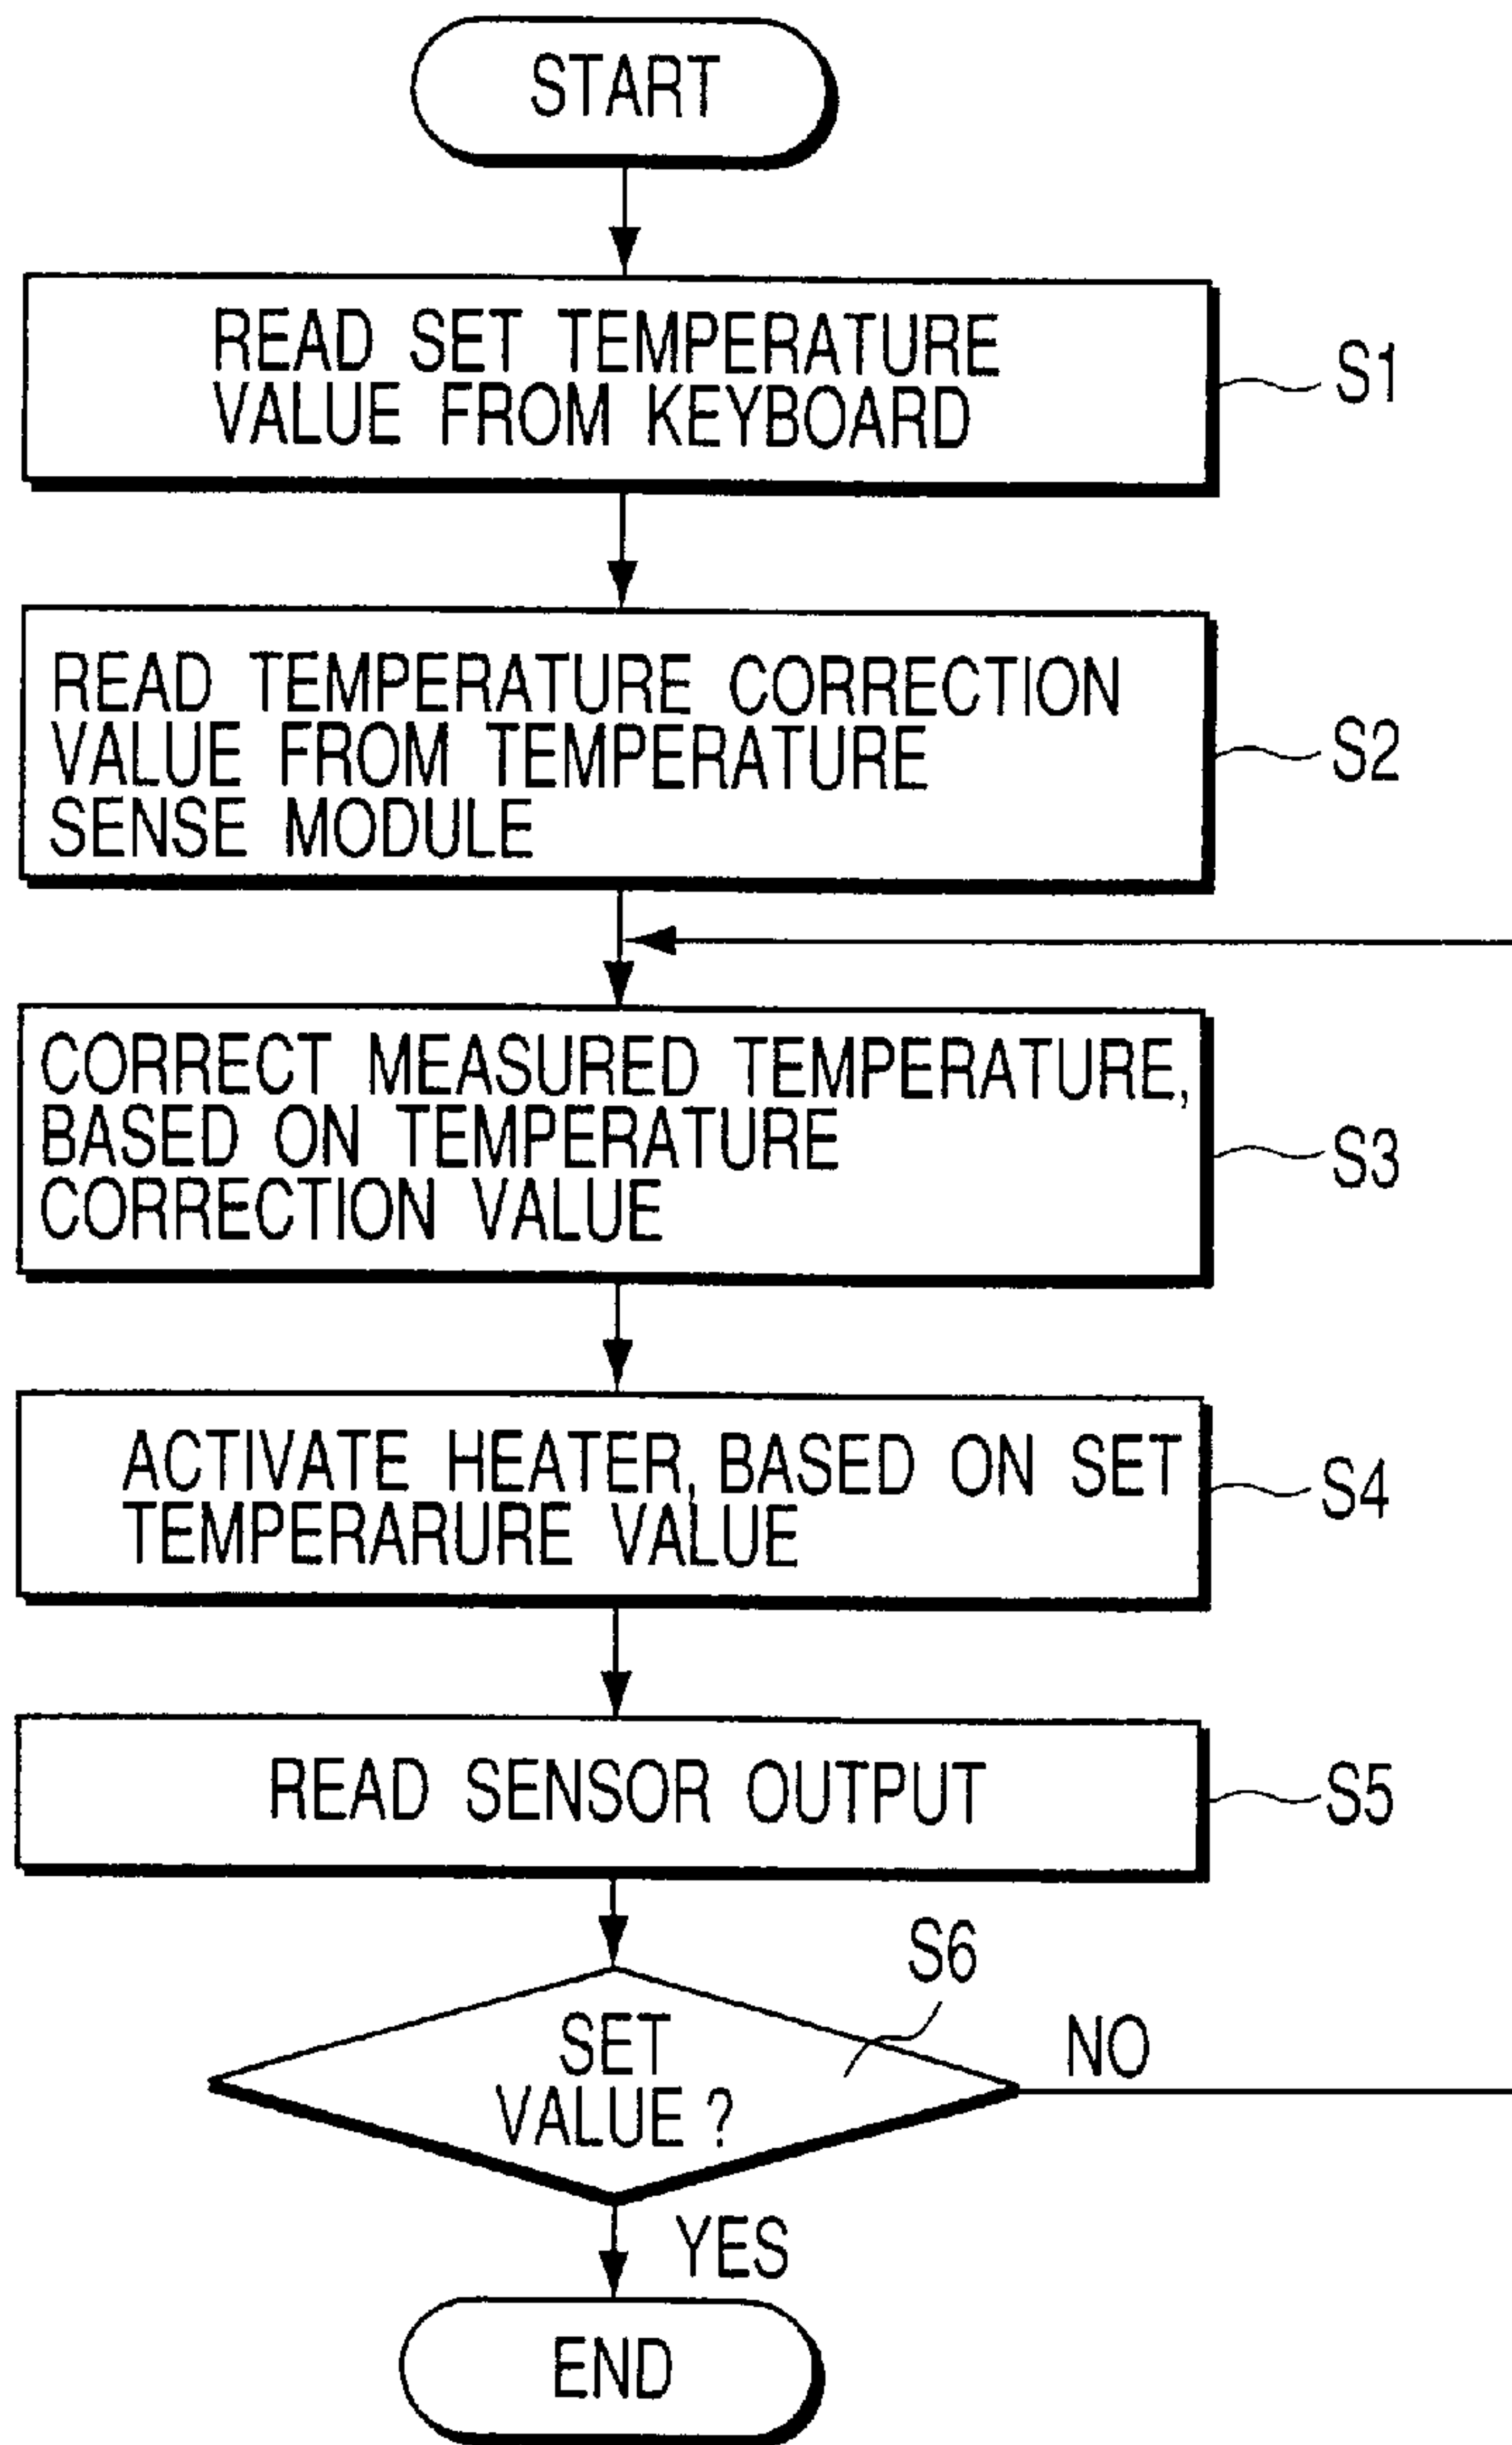 START
READ SET TEMPERATURE
VALUE FROM KEYBOARD
S1
READ TEMPERATURE CORRECTION
VALUE FROM TEMPERATURE
SENSE MODULE
S2
CORRECT MEASURED TEMPERATURE,
BASED ON TEMPERATURE
CORRECTION VALUE
S3
ACTIVATE HEATER, BASED ON SET
TEMPERARURE VALUE
S4
READ SENSOR OUTPUT
S5
S6
SET
VALUE ?
NO
YES
END